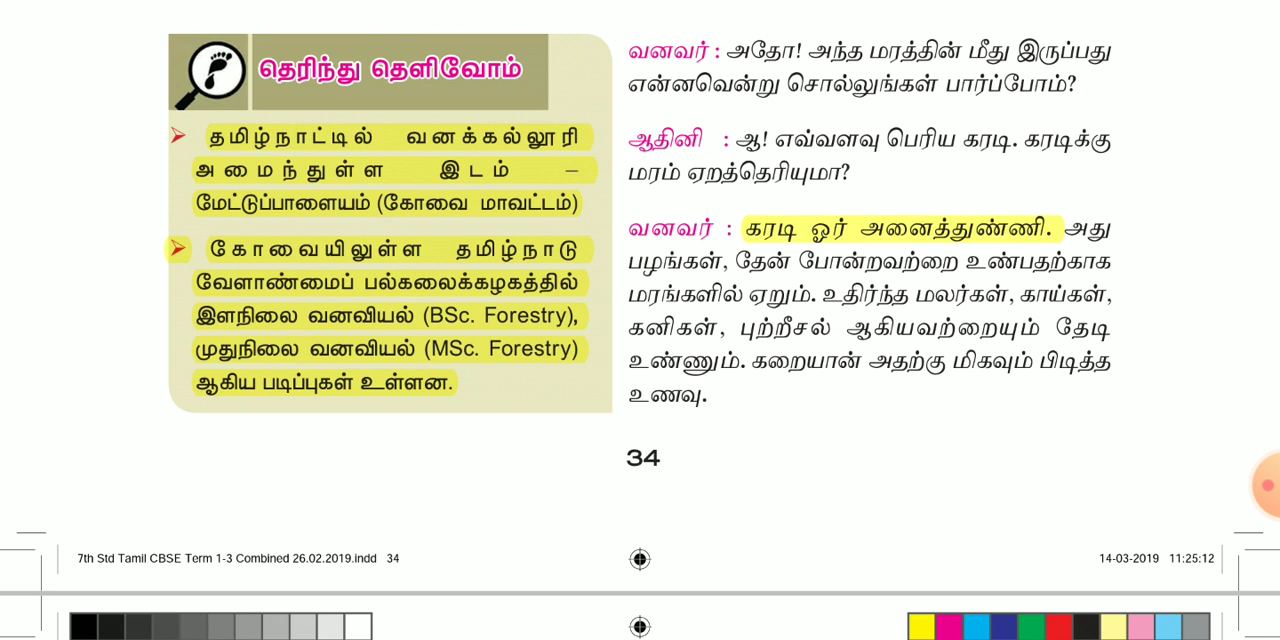 தெரிந்து தெளிவோம்
தமிழ்நாட்டில் வனக்கல்லூரி
அமைந்துள்ள இடம் –
மேட்டுப்பாளையம் (கோவை மாவட்டம்)
கோவையிலுள்ள தமிழ்நாடு
வேளாண்மைப் பல்கலைக்கழகத்தில்
இளநிலை வனவியல் (BSc. Forestry),
முதுநிலை வனவியல் (MSc. Forestry)
ஆகிய படிப்புகள் உள்ளன.
வனவர் : அதோ! அந்த மரத்தின் மீது இருப்பது
என்னவென்று சொல்லுங்கள் பார்ப்போம்?
ஆதினி : ஆ! எவ்வளவு பெரிய கரடி. கரடிக்கு
மரம் ஏறத்தெரியுமா?
வனவர் : கரடி ஓர் அனைத்துண்ணி. அது
பழங்கள், தேன் போன்றவற்றை உண்பதற்காக
மரங்களில் ஏறும். உதிர்ந்த மலர்கள், காய்கள்,
கனிகள், புற்றீசல் ஆகியவற்றையும் தேடி
உண்ணும். கறையான் அதற்கு மிகவும் பிடித்த
உணவு.
34
7th Std Tamil CBSE Term 1-3 Combined 26.02.2019.indd 34
14-03-2019 11:25:12